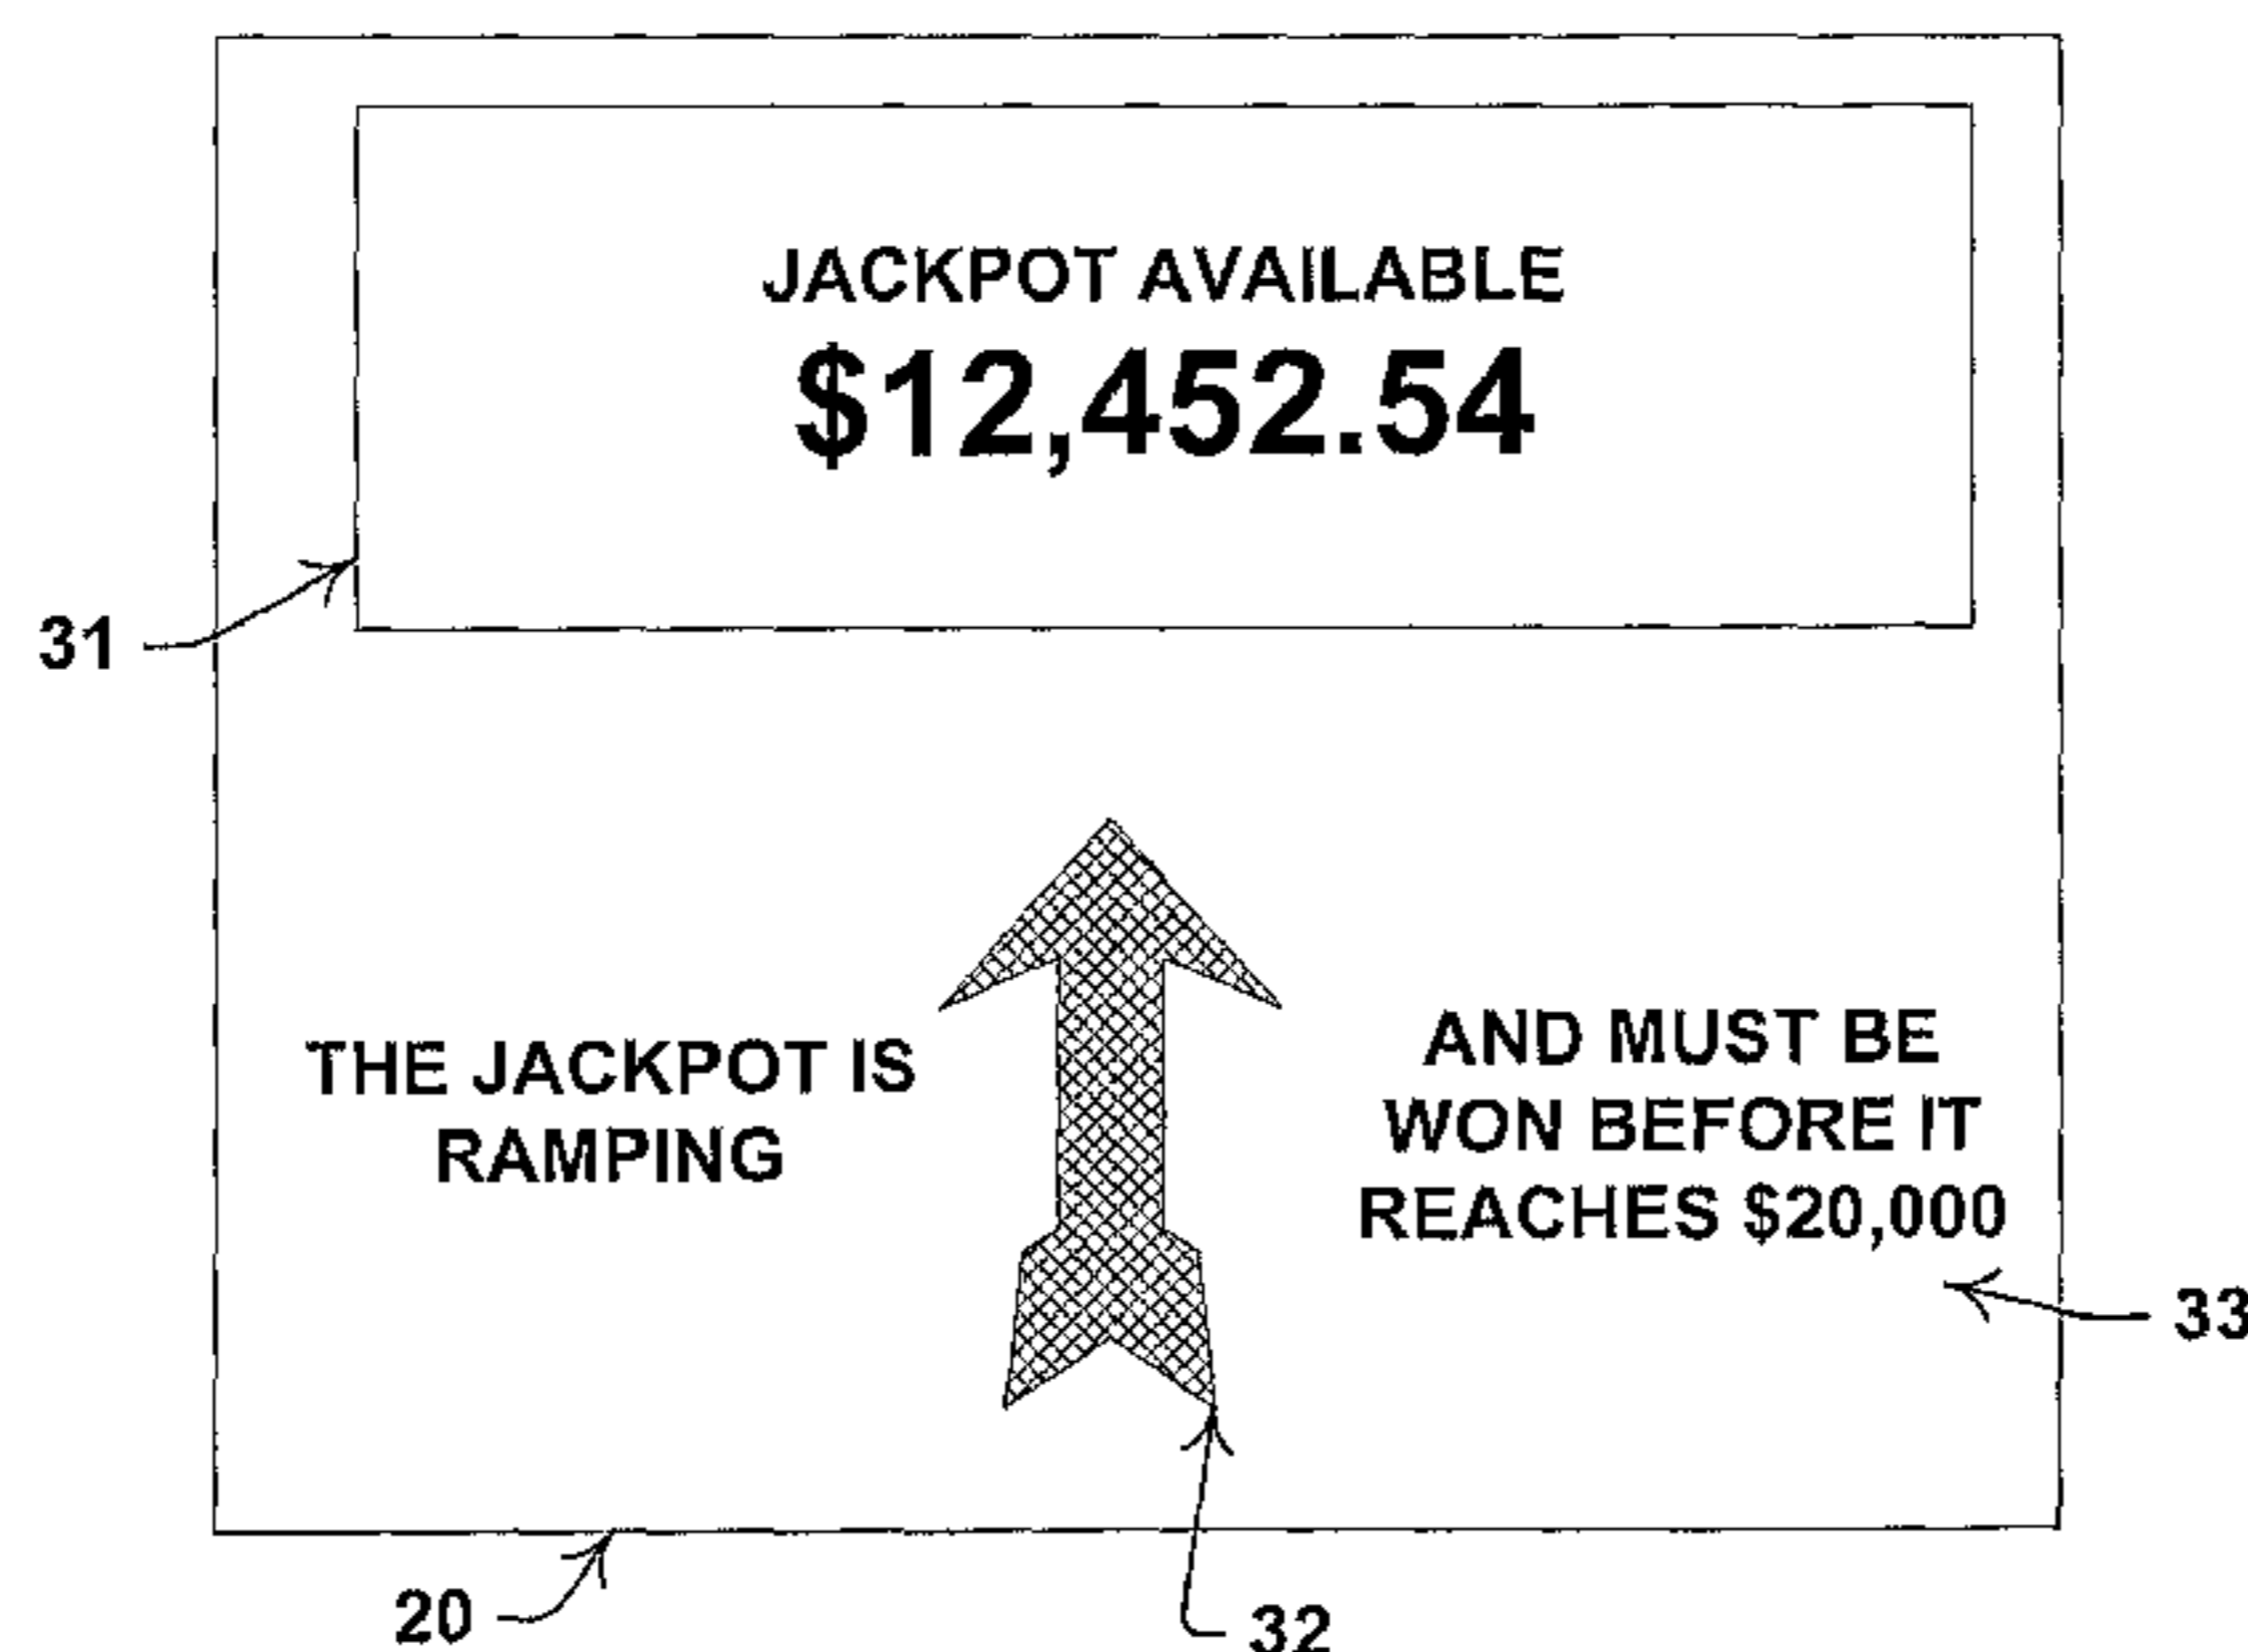 JACKPOT AVAILABLE
$12,452.54
31
THE JACKPOT IS
RAMPING
AND MUST BE
WON BEFORE IT
REACHES $20,000
33
20
32